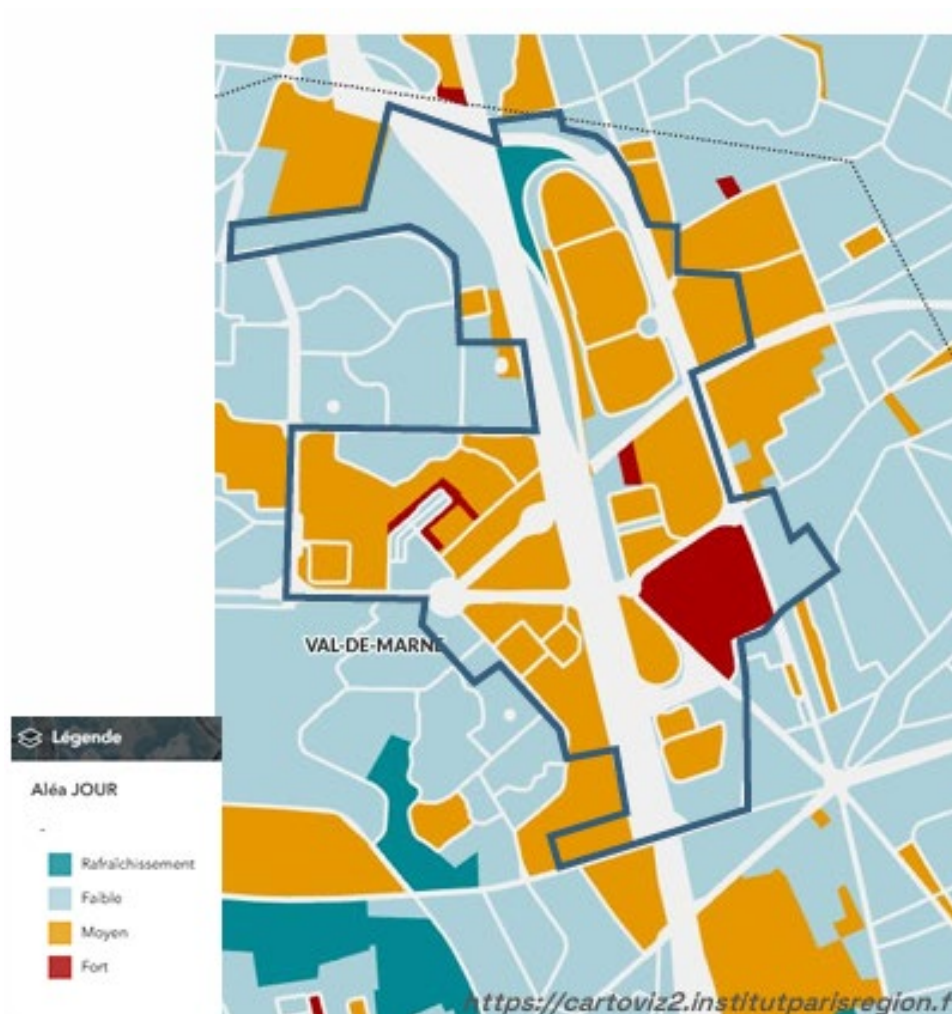 VAL-DE-MARNE
Légende
Aléa JOUR
-
Rafraîchissement
Faible
Moyen
Fort
https://cartoviz2.institutparisregion.f